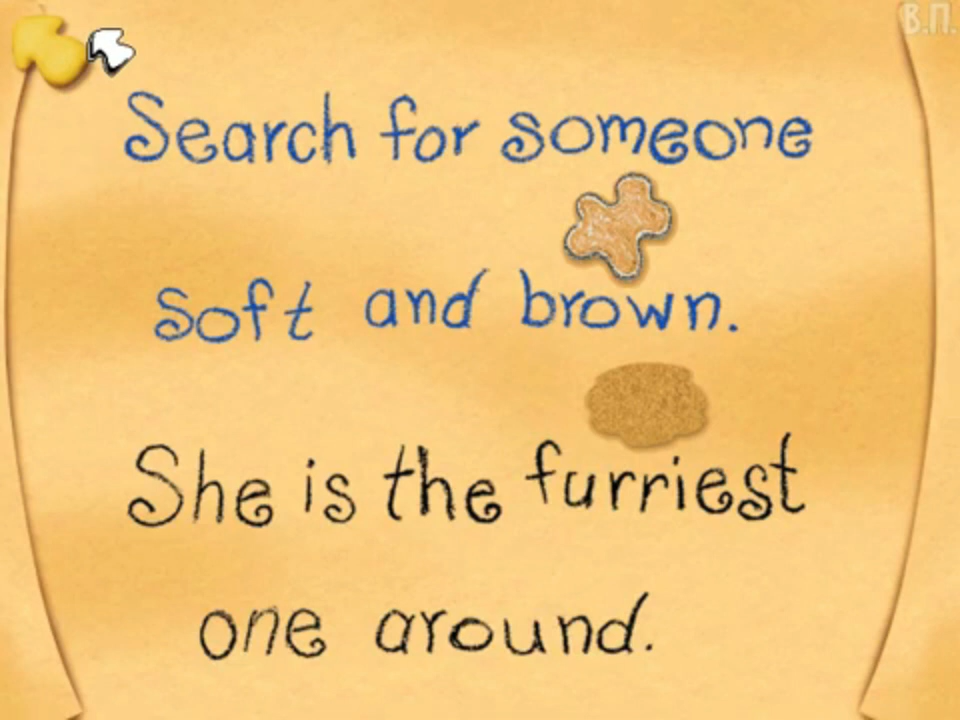 В.П.
Search for someone
soft and brown.
She is the furriest
one around.